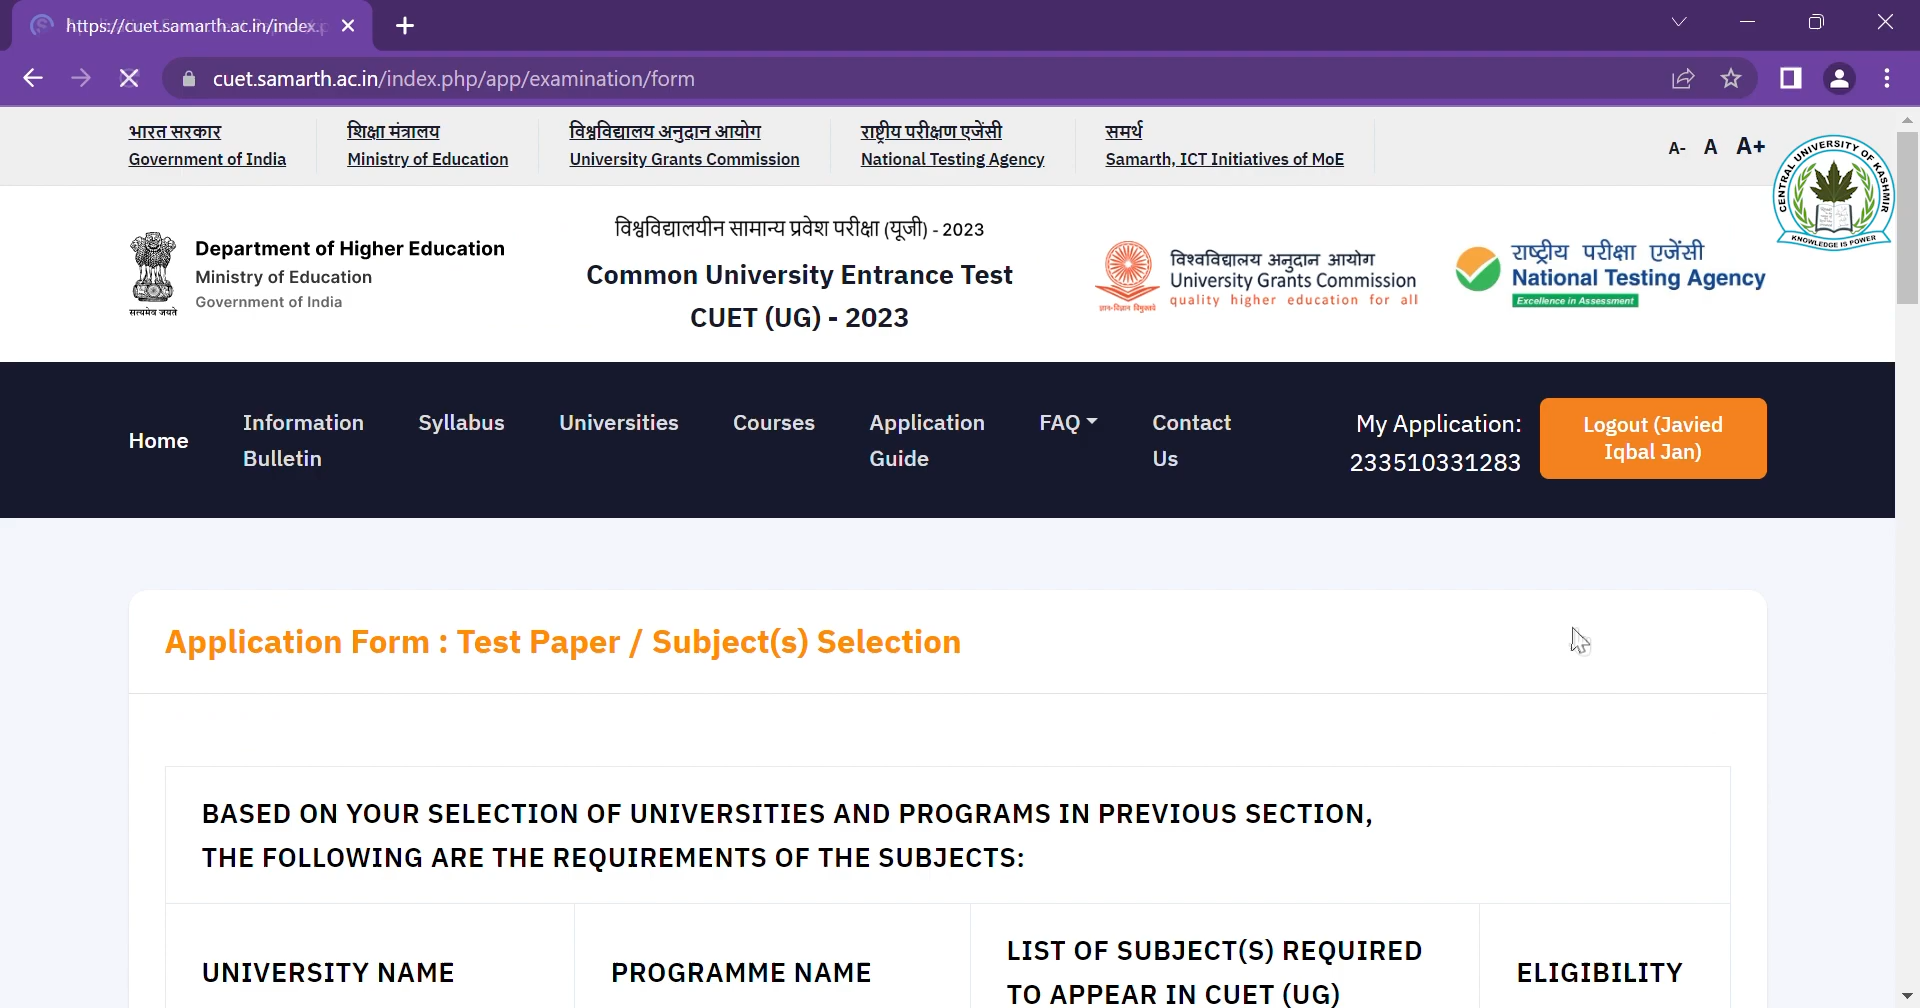 https://cuet.samarth.ac.in/index.p
cuet.samarth.ac.in/index.php/app/examination/form
भारत सरकार
Government of India
शिक्षा मंत्रालय
Ministry of Education
विश्वविद्यालय अनुदान आयोग
University Grants Commission
राष्ट्रीय परीक्षण एजेंसी
National Testing Agency
समर्थ
Samarth, ICT Initiatives of MoE
A- A A+
CENTRAL UNIVERSITY OF KASHMIR
KNOWLEDGE IS POWER
सत्यमेव जयते
Department of Higher Education
Ministry of Education
Government of India
विश्वविद्यालयीन सामान्य प्रवेश परीक्षा (यूजी) - 2023
Common University Entrance Test
CUET (UG) - 2023
ज्ञान-विज्ञान विमुक्तये
विश्वविद्यालय अनुदान आयोग
University Grants Commission
quality higher education for all
राष्ट्रीय परीक्षा एजेंसी
National Testing Agency
Excellence in Assessment
Home
Information
Bulletin
Syllabus
Universities
Courses
Application
Guide
FAQ
Contact
Us
My Application:
233510331283
Logout (Javied
Iqbal Jan)
Application Form : Test Paper / Subject(s) Selection
BASED ON YOUR SELECTION OF UNIVERSITIES AND PROGRAMS IN PREVIOUS SECTION,
THE FOLLOWING ARE THE REQUIREMENTS OF THE SUBJECTS:
UNIVERSITY NAME
PROGRAMME NAME
LIST OF SUBJECT(S) REQUIRED
TO APPEAR IN CUET (UG)
ELIGIBILITY